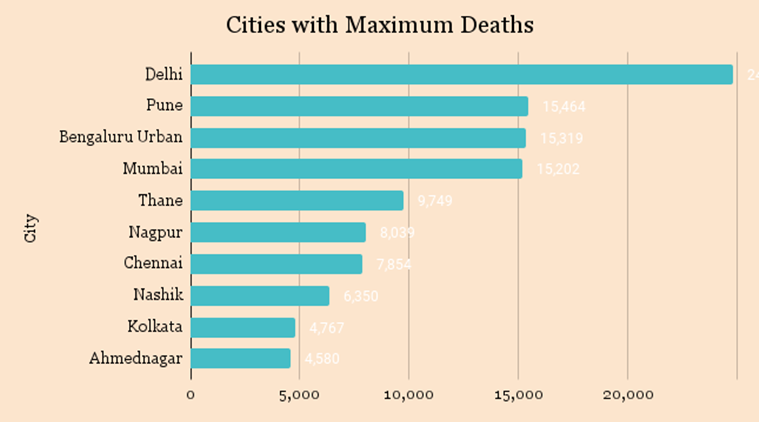 Cities with Maximum Deaths
City
Delhi
Pune 15,464
Bengaluru Urban 15,319
Mumbai 15,202
Thane 9,749
Nagpur 8,039
Chennai 7,854
Nashik 6,350
Kolkata 4,767
Ahmednagar 4,580
0 5,000 10,000 15,000 20,000